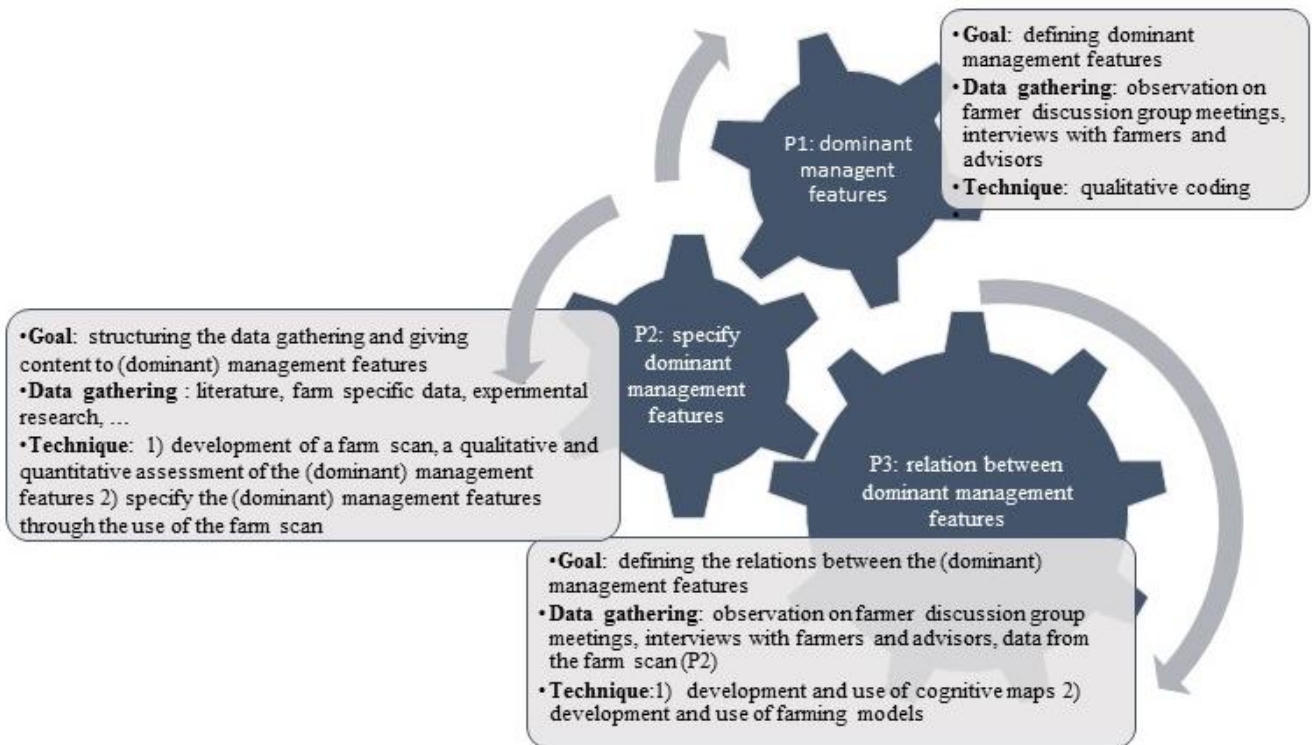 P1: dominant
managent
features
•Goal: defining dominant
management features
•Data gathering: observation on
farmer discussion group meetings,
interviews with farmers and
advisors
•Technique: qualitative coding
•
P2: specify
dominant
management
features
•Goal: structuring the data gathering and giving
content to (dominant) management features
•Data gathering : literature, farm specific data, experimental
research, …
•Technique: 1) development of a farm scan, a qualitative and
quantitative assessment of the (dominant) management
features 2) specify the (dominant) management features
through the use of the farm scan
P3: relation between
dominant management
features
•Goal: defining the relations between the (dominant)
management features
•Data gathering: observation on farmer discussion group
meetings, interviews with farmers and advisors, data from
the farm scan (P2)
•Technique:1) development and use of cognitive maps 2)
development and use of farming models